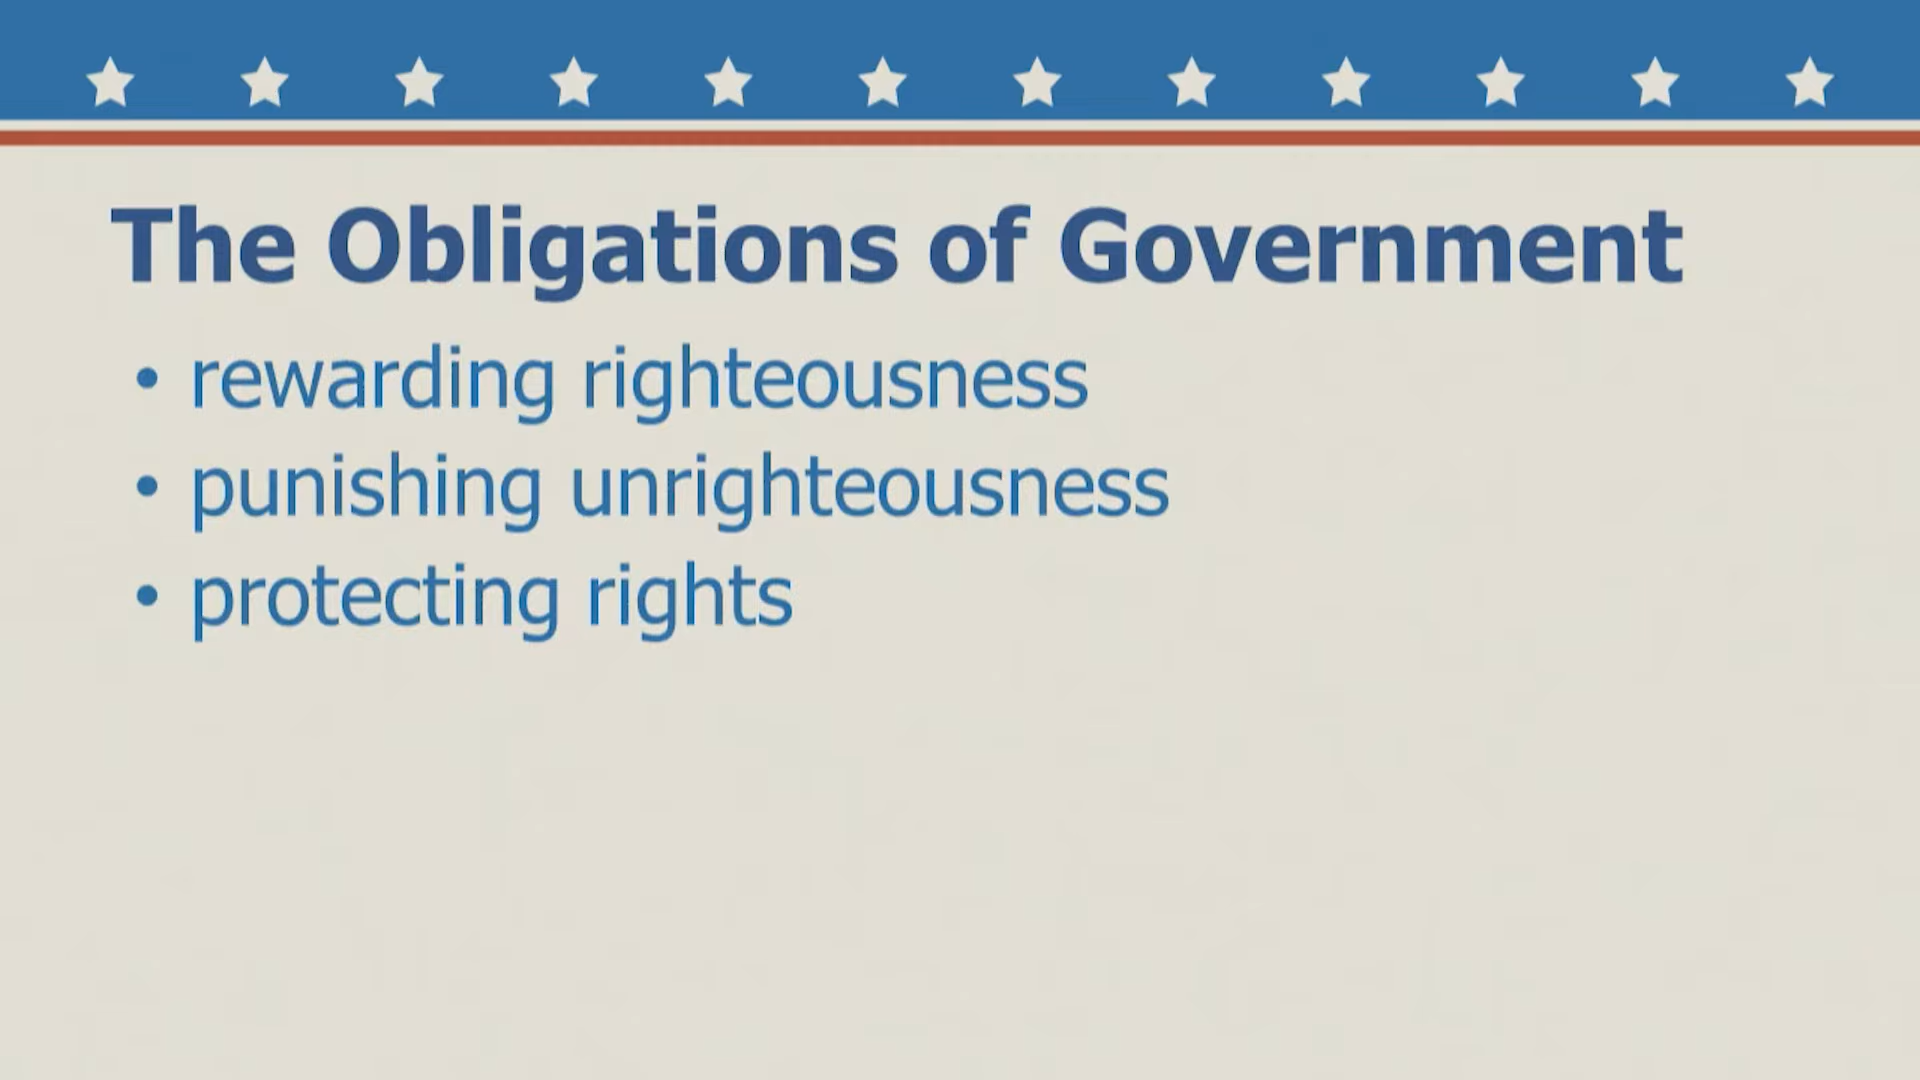 The Obligations of Government
• rewarding righteousness
• punishing unrighteousness
• protecting rights